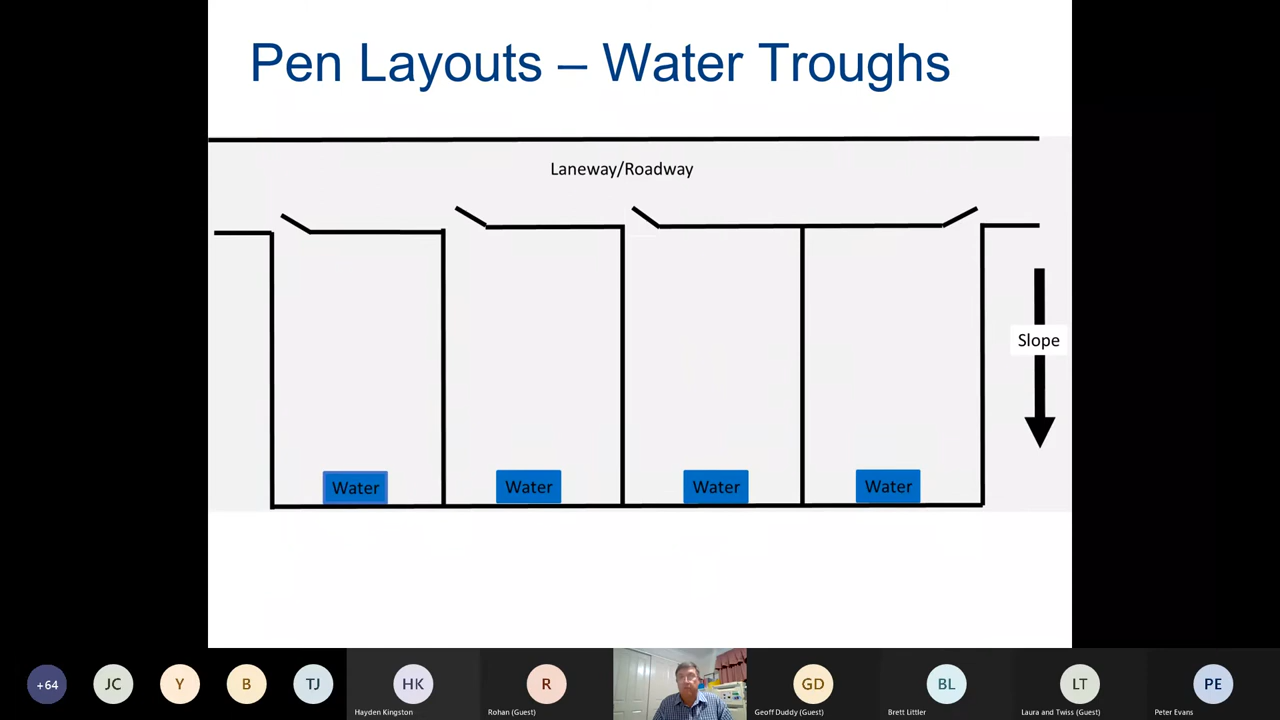 Pen Layouts – Water Troughs
Laneway/Roadway
Slope
Water
Water
Water
Water
+64
JC
Y
B
TJ
HK
Hayden Kingston
R
Rohan (Guest)
GD
Geoff Duddy (Guest)
BL
Brett Littler
LT
Laura and Twiss (Guest)
PE
Peter Evans